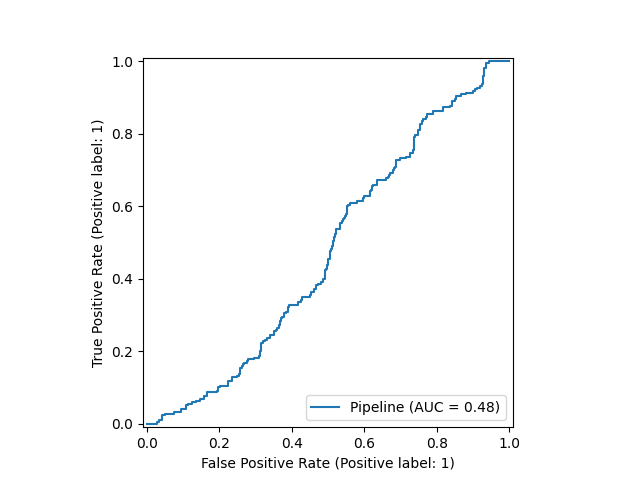 1.0
0.8
0.6
0.4
0.2
0.0
True Positive Rate (Positive label: 1)
Pipeline (AUC = 0.48)
0.0 0.2 0.4 0.6 0.8 1.0
False Positive Rate (Positive label: 1)